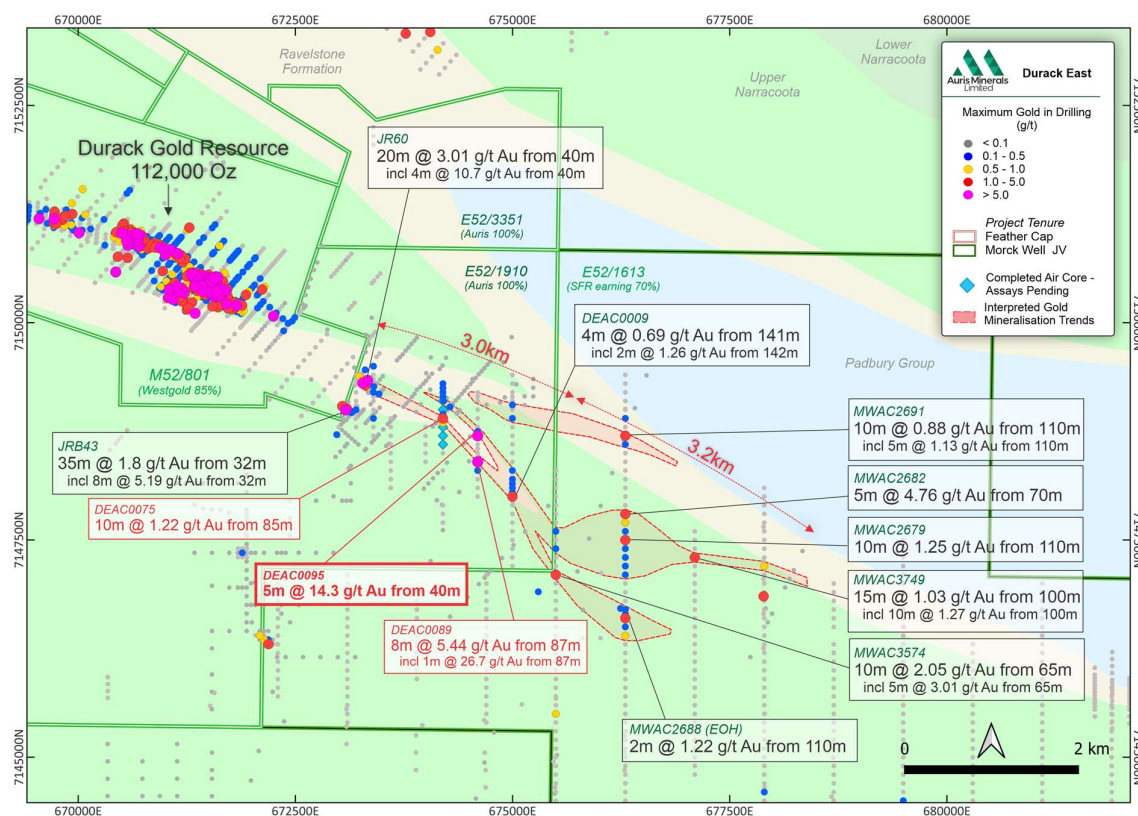 670000E
672500E
675000E
677500E
680000E
7152500N
7150000N
7147500N
7145000N
Ravelstone
Formation
Lower
Narracoota
Upper
Narracoota
Padbury Group
Durack Gold Resource
112,000 Oz
JR60
20m @ 3.01 g/t Au from 40m
incl 4m @ 10.7 g/t Au from 40m
E52/3351
(Auris 100%)
E52/1910
(Auris 100%)
E52/1613
(SFR earning 70%)
DEAC0009
4m @ 0.69 g/t Au from 141m
incl 2m @ 1.26 g/t Au from 142m
3.0km
3.2km
M52/801
(Westgold 85%)
JRB43
35m @ 1.8 g/t Au from 32m
incl 8m @ 5.19 g/t Au from 32m
DEAC0075
10m @ 1.22 g/t Au from 85m
DEAC0095
5m @ 14.3 g/t Au from 40m
DEAC0089
8m @ 5.44 g/t Au from 87m
incl 1m @ 26.7 g/t Au from 87m
MWAC2691
10m @ 0.88 g/t Au from 110m
incl 5m @ 1.13 g/t Au from 110m
MWAC2682
5m @ 4.76 g/t Au from 70m
MWAC2679
10m @ 1.25 g/t Au from 110m
MWAC3749
15m @ 1.03 g/t Au from 100m
incl 10m @ 1.27 g/t Au from 100m
MWAC3574
10m @ 2.05 g/t Au from 65m
incl 5m @ 3.01 g/t Au from 65m
MWAC2688 (EOH)
2m @ 1.22 g/t Au from 110m
Auris Minerals
Limited
Durack East
Maximum Gold in Drilling
(g/t)
< 0.1
0.1 - 0.5
0.5 - 1.0
1.0 - 5.0
> 5.0
Project Tenure
Feather Cap
Morck Well JV
Completed Air Core -
Assays Pending
Interpreted Gold
Mineralisation Trends
0
2 km
670000E
672500E
675000E
677500E
680000E